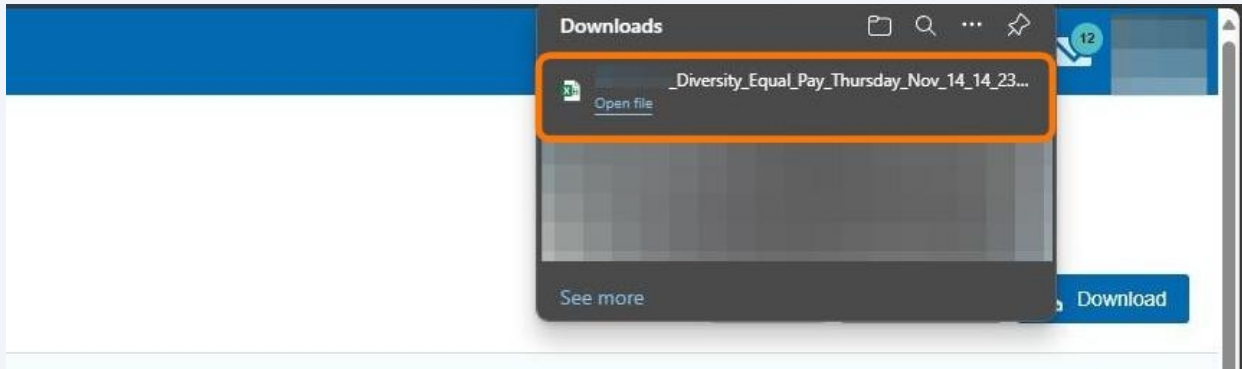 Downloads
12
_Diversity_Equal_Pay_Thursday_Nov_14_14_23...
Open file
See more
Download